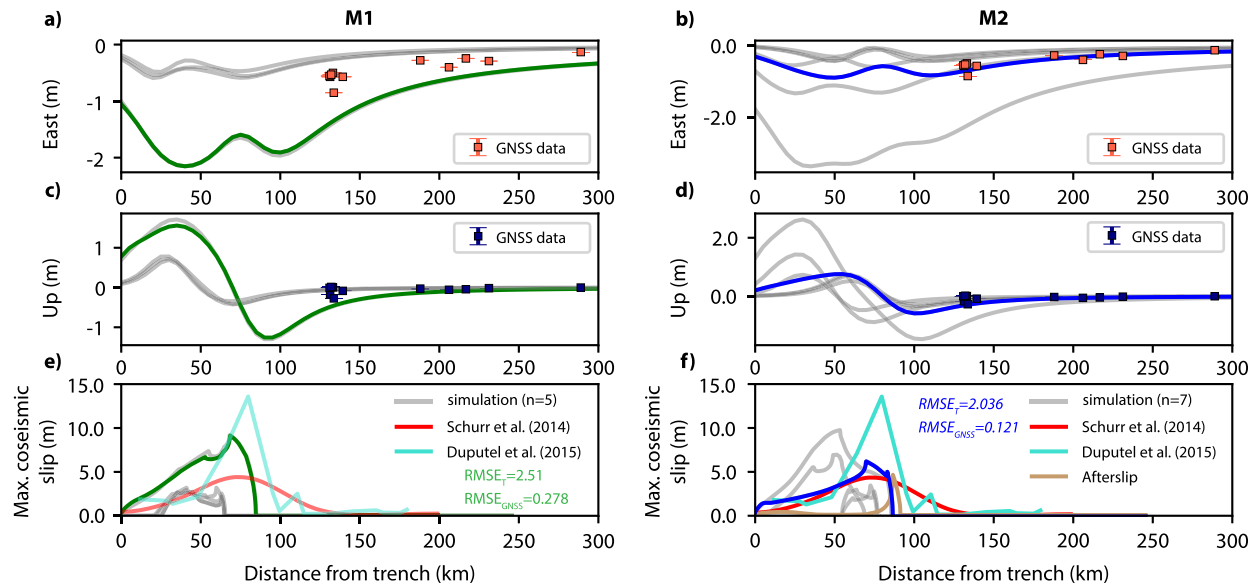 a)
M1
b)
M2
0
-1
-2
East (m)
GNSS data
0 50 100 150 200 250 300
0.0
-2.0
East (m)
GNSS data
0 50 100 150 200 250 300
c)
1
0
-1
Up (m)
GNSS data
0 50 100 150 200 250 300
d)
2.0
0.0
Up (m)
GNSS data
0 50 100 150 200 250 300
e)
15.0
10.0
5.0
0.0
Max. coseismic
slip (m)
simulation (n=5)
Schurr et al. (2014)
Duputel et al. (2015)
RMSE_T=2.51
RMSE_GNSS=0.278
0 50 100 150 200 250 300
Distance from trench (km)
f)
15.0
10.0
5.0
0.0
Max. coseismic
slip (m)
RMSE_T=2.036
RMSE_GNSS=0.121
simulation (n=7)
Schurr et al. (2014)
Duputel et al. (2015)
Afterslip
0 50 100 150 200 250 300
Distance from trench (km)